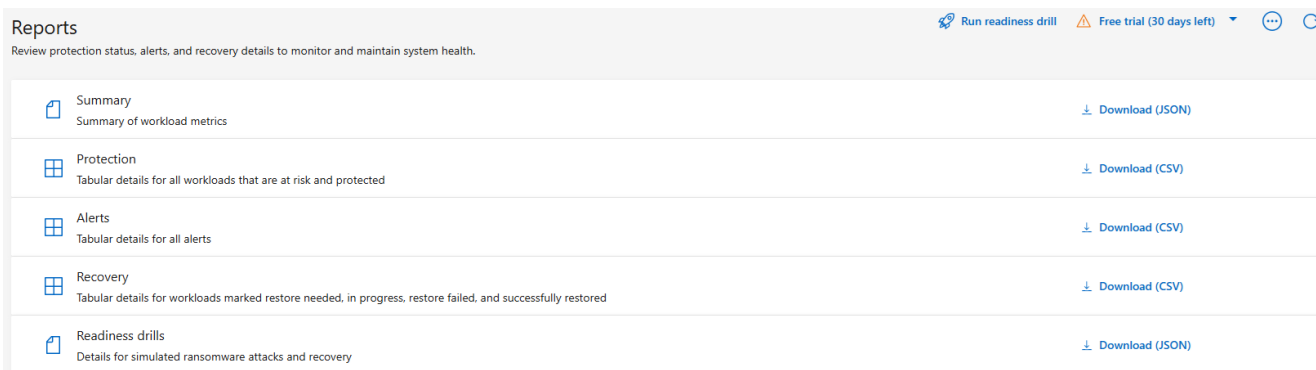 Reports
Run readiness drill
Free trial (30 days left)
Review protection status, alerts, and recovery details to monitor and maintain system health.
Summary
Summary of workload metrics
Download (JSON)
Protection
Tabular details for all workloads that are at risk and protected
Download (CSV)
Alerts
Tabular details for all alerts
Download (CSV)
Recovery
Tabular details for workloads marked restore needed, in progress, restore failed, and successfully restored
Download (CSV)
Readiness drills
Details for simulated ransomware attacks and recovery
Download (JSON)